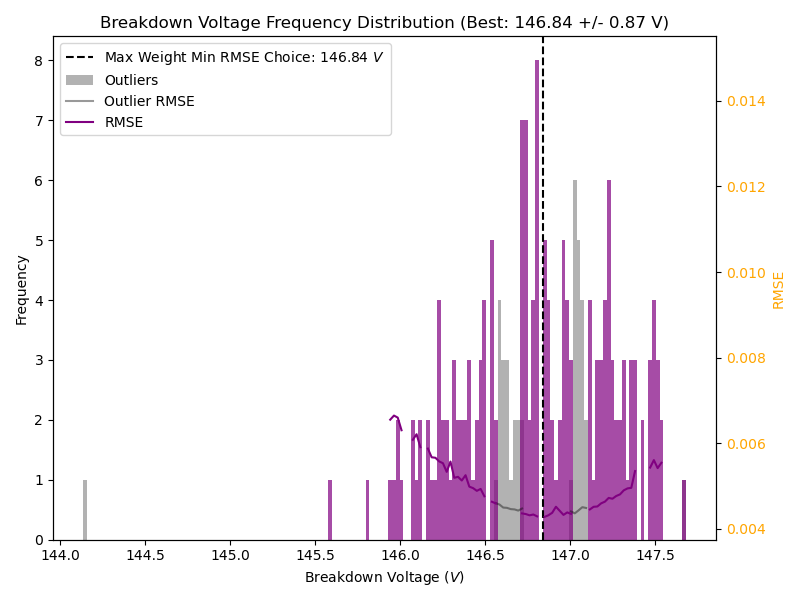 Breakdown Voltage Frequency Distribution (Best: 146.84 +/- 0.87 V)
Max Weight Min RMSE Choice: 146.84 V
Outliers
Outlier RMSE
RMSE
8
7
6
5
4
3
2
1
0
Frequency
0.014
0.012
0.010
0.008
0.006
0.004
RMSE
144.0 144.5 145.0 145.5 146.0 146.5 147.0 147.5
Breakdown Voltage (V)